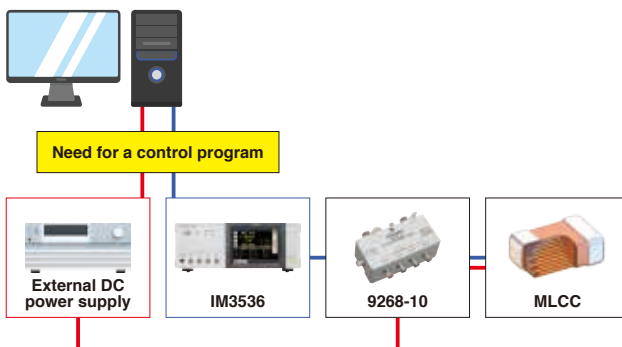 Need for a control program
External DC
power supply
IM3536
9268-10
MLCC